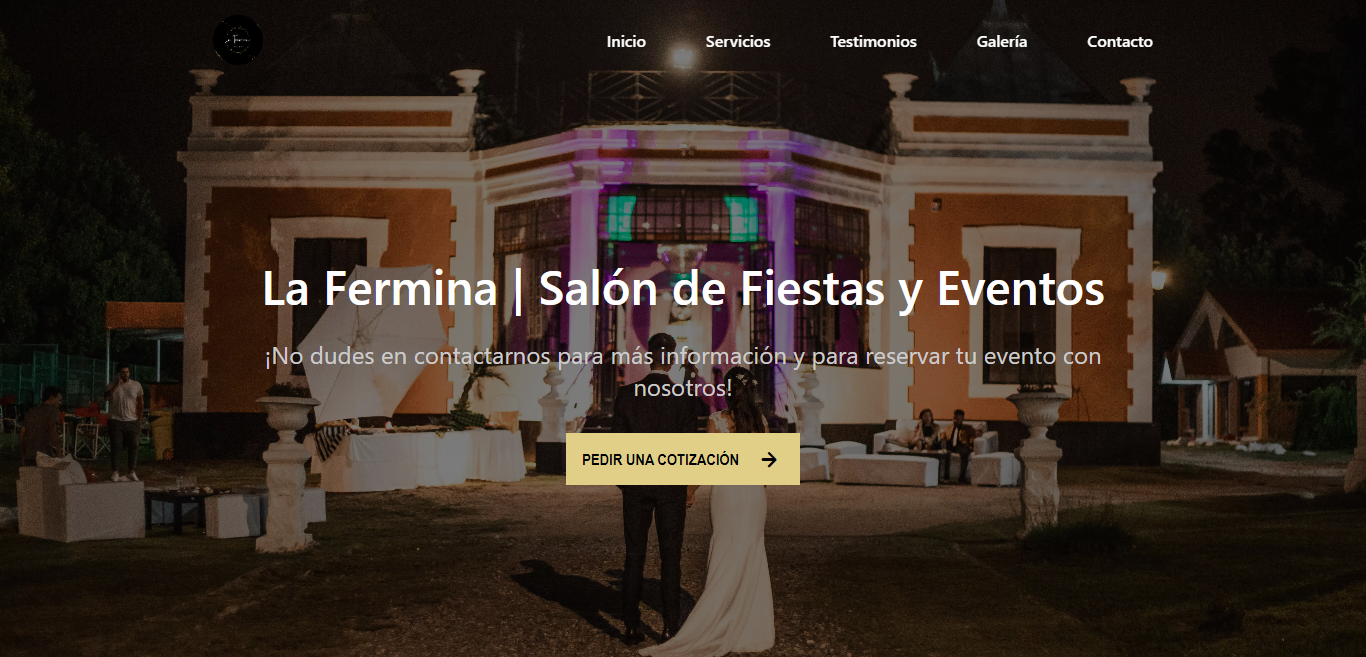 Inicio Servicios Testimonios Galería Contacto
La Fermina | Salón de Fiestas y Eventos
¡No dudes en contactarnos para más información y para reservar tu evento con
nosotros!
PEDIR UNA COTIZACIÓN